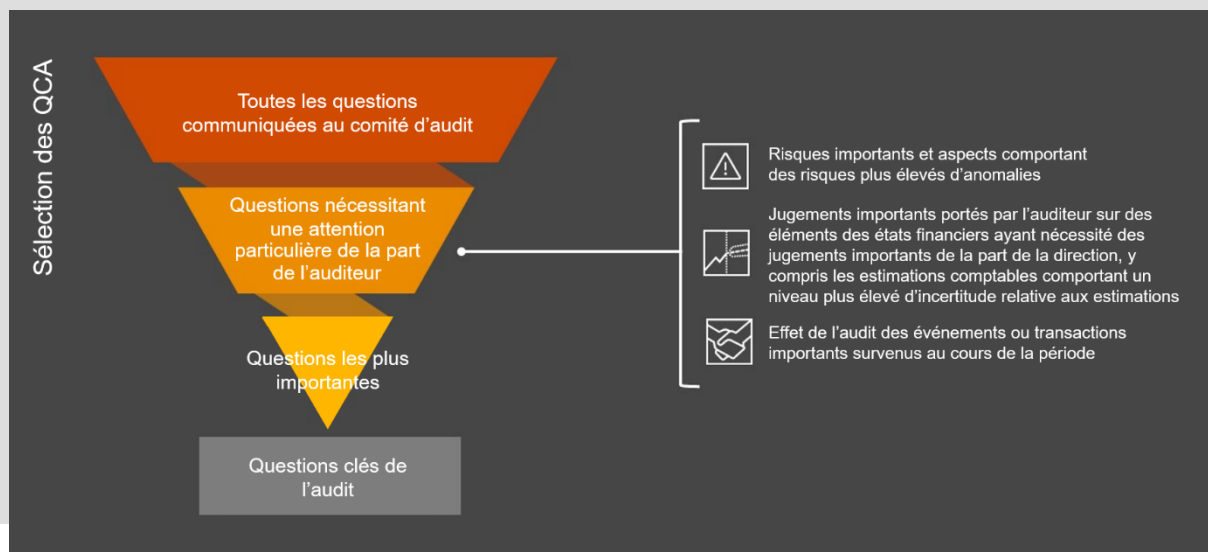 Sélection des QCA
Toutes les questions
communiquées au comité d'audit
Questions nécessitant
une attention
particulière de la part
de l'auditeur
Questions les plus
importantes
Questions clés de
l'audit
Risques importants et aspects comportant
des risques plus élevés d'anomalies
Jugements importants portés par l'auditeur sur des
éléments des états financiers ayant nécessité des
jugements importants de la part de la direction, y
compris les estimations comptables comportant un
niveau plus élevé d'incertitude relative aux estimations
Effet de l'audit des événements ou transactions
importants survenus au cours de la période